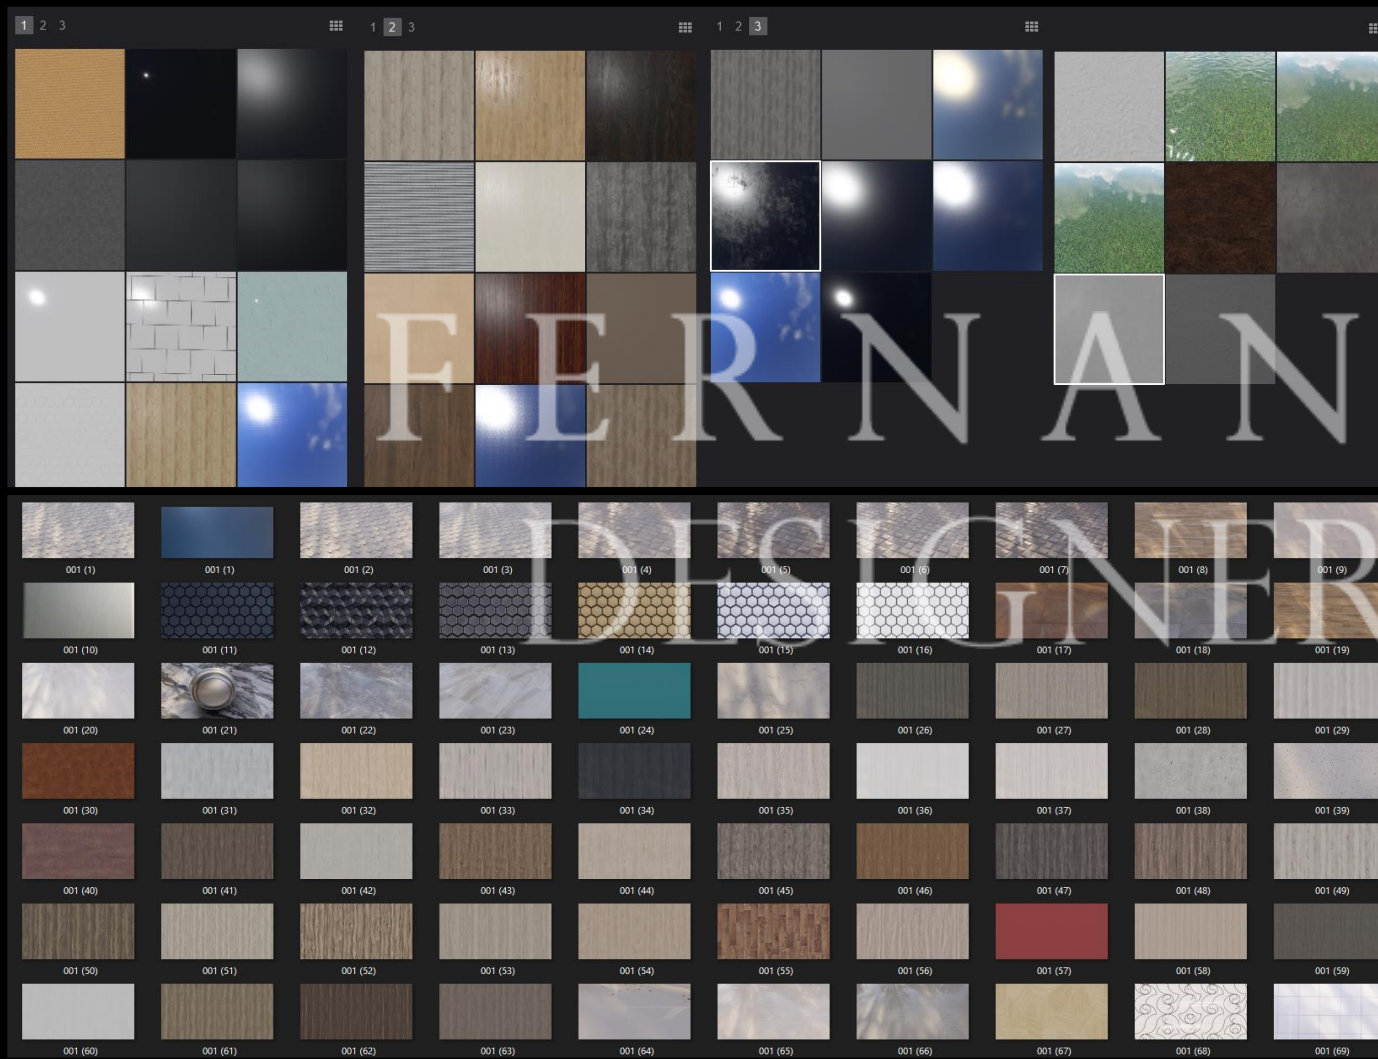 1 2 3
1 2 3
1 2 3
FERNAN
DESIGNER
001 (1) 001 (1) 001 (2) 001 (3) 001 (4) 001 (5) 001 (6) 001 (7) 001 (8) 001 (9)
001 (10) 001 (11) 001 (12) 001 (13) 001 (14) 001 (15) 001 (16) 001 (17) 001 (18) 001 (19)
001 (20) 001 (21) 001 (22) 001 (23) 001 (24) 001 (25) 001 (26) 001 (27) 001 (28) 001 (29)
001 (30) 001 (31) 001 (32) 001 (33) 001 (34) 001 (35) 001 (36) 001 (37) 001 (38) 001 (39)
001 (40) 001 (41) 001 (42) 001 (43) 001 (44) 001 (45) 001 (46) 001 (47) 001 (48) 001 (49)
001 (50) 001 (51) 001 (52) 001 (53) 001 (54) 001 (55) 001 (56) 001 (57) 001 (58) 001 (59)
001 (60) 001 (61) 001 (62) 001 (63) 001 (64) 001 (65) 001 (66) 001 (67) 001 (68) 001 (69)